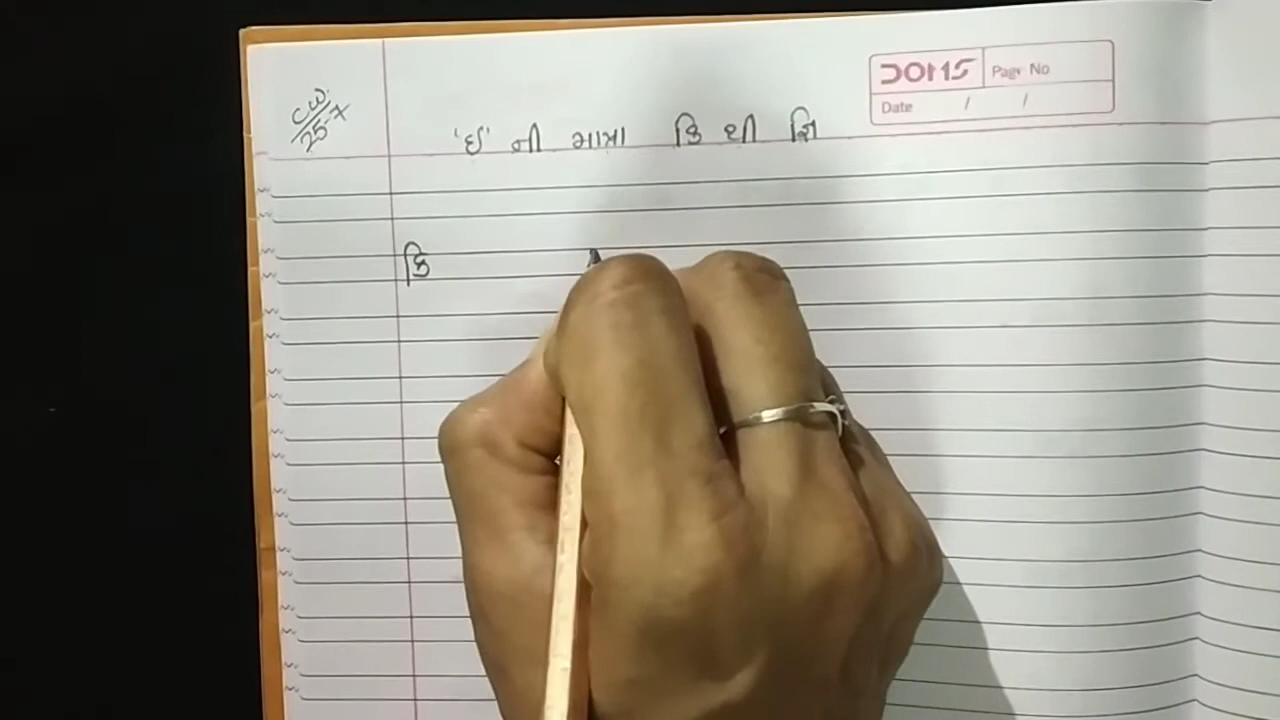 DOMS Page No
Date / /
C.W.
25-7
'ઈ' ની માત્રા કિ થી જ્ઞિ
કિ